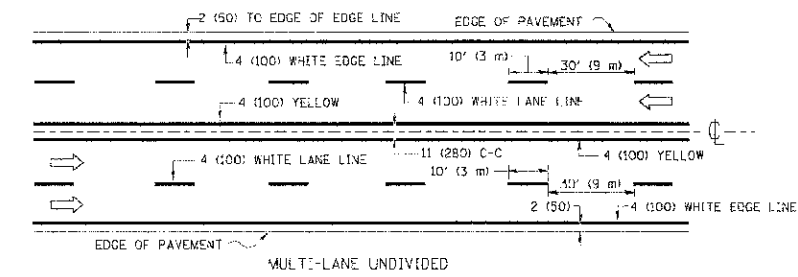 2 (50) TO EDGE OF EDGE LINE
EDGE OF PAVEMENT
4 (100) WHITE EDGE LINE
10' (3 m)
30' (9 m)
4 (100) YELLOW
4 (100) WHITE LANE LINE
4 (100) WHITE LANE LINE
11 (280) C-C
4 (100) YELLOW
10' (3 m)
30' (9 m)
2 (50)
4 (100) WHITE EDGE LINE
EDGE OF PAVEMENT
MULTI-LANE UNDIVIDED